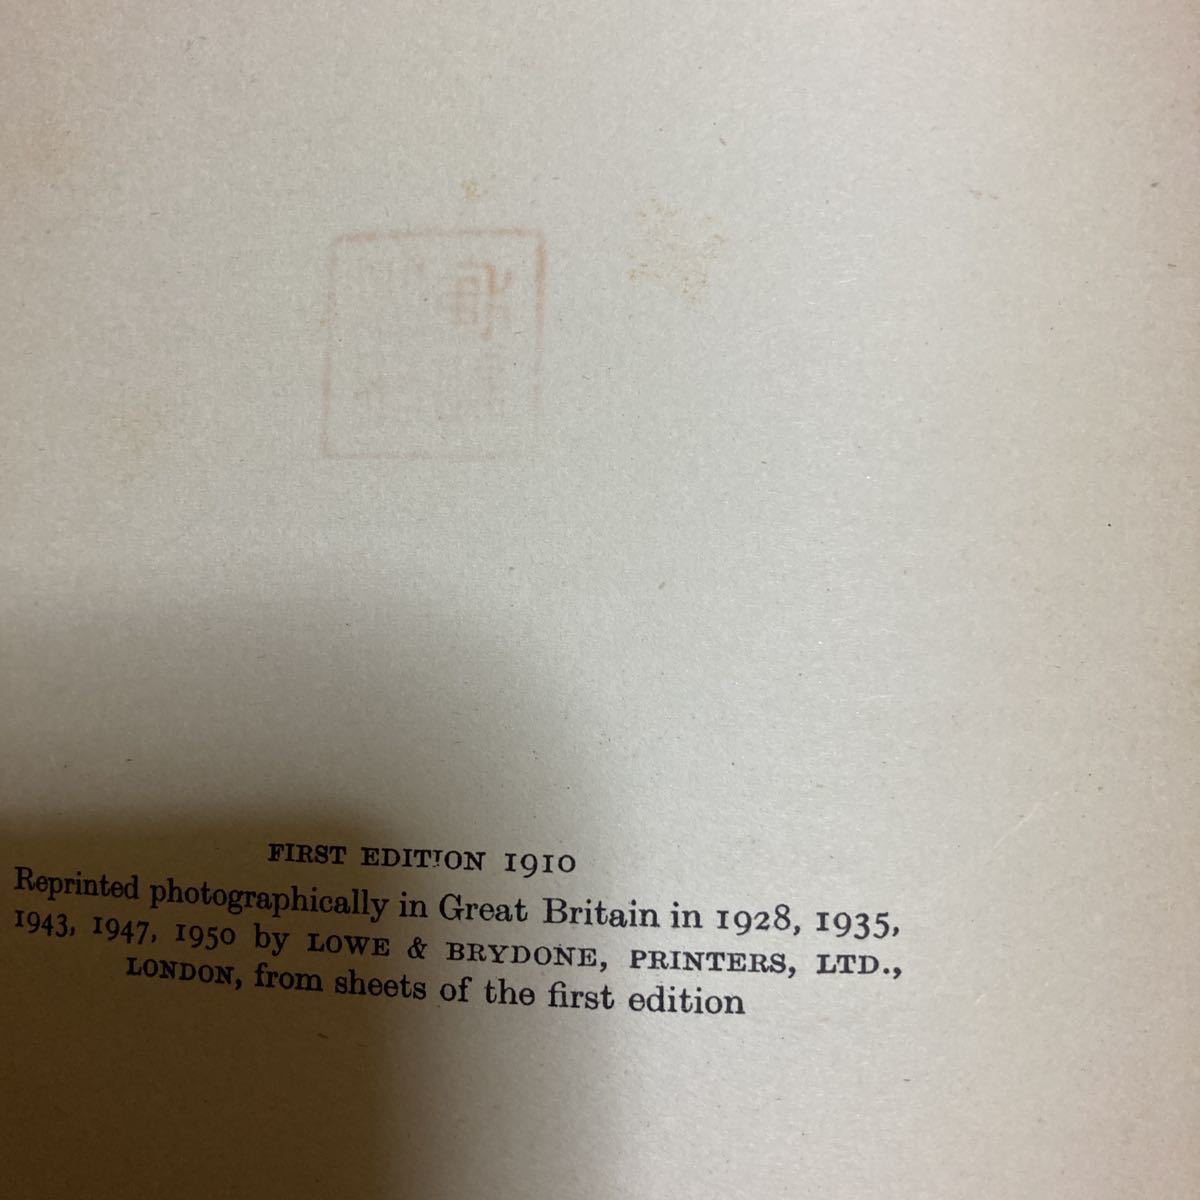 FIRST EDITION 1910
Reprinted photographically in Great Britain in 1928, 1935,
1943, 1947, 1950 by LOWE & BRYDONE, PRINTERS, LTD.,
LONDON, from sheets of the first edition